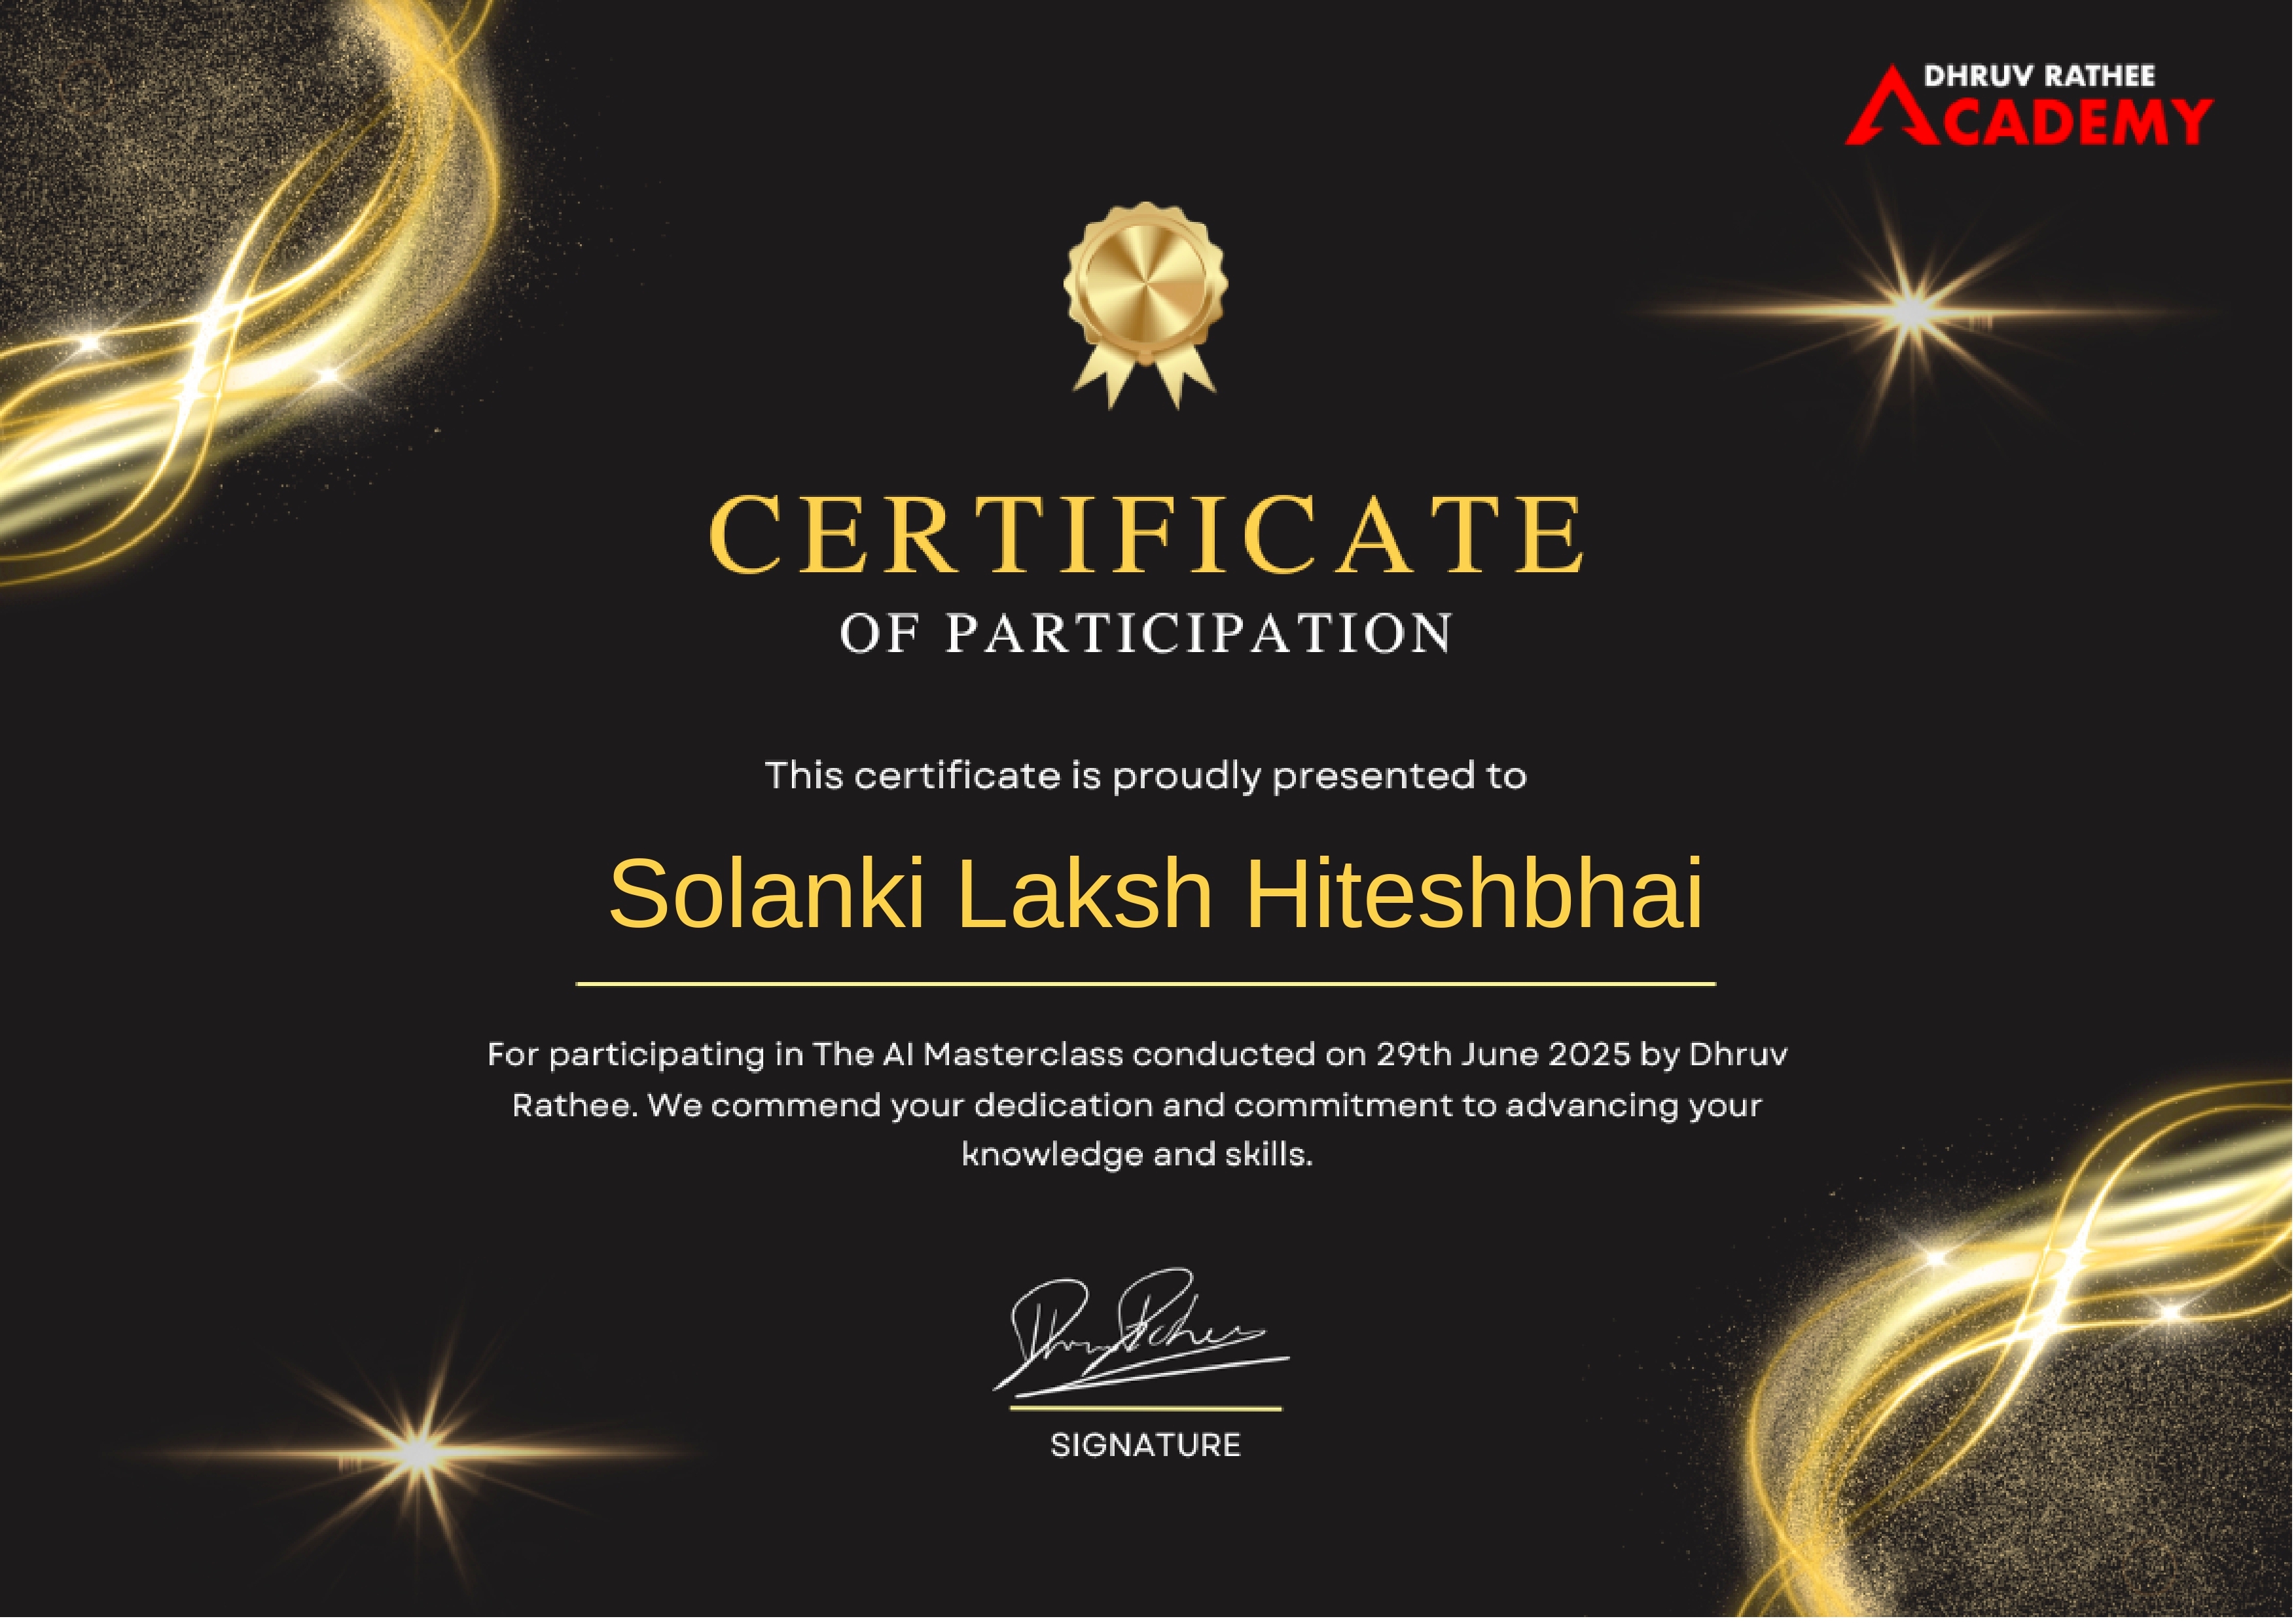 DHRUV RATHEE
ACADEMY
CERTIFICATE
OF PARTICIPATION
This certificate is proudly presented to
Solanki Laksh Hiteshbhai
For participating in The AI Masterclass conducted on 29th June 2025 by Dhruv
Rathee. We commend your dedication and commitment to advancing your
knowledge and skills.
Dhruv Rathee
SIGNATURE